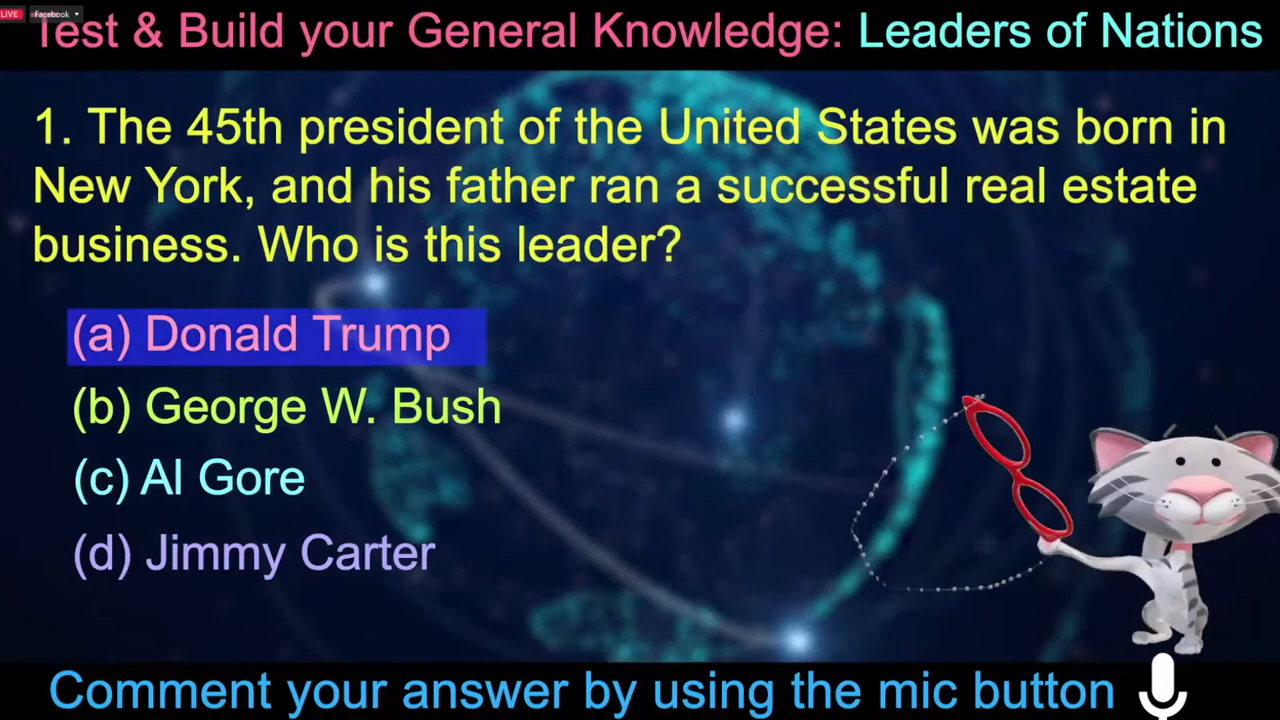 LIVE Facebook
Test & Build your General Knowledge: Leaders of Nations
1. The 45th president of the United States was born in
New York, and his father ran a successful real estate
business. Who is this leader?
(a) Donald Trump
(b) George W. Bush
(c) Al Gore
(d) Jimmy Carter
Comment your answer by using the mic button